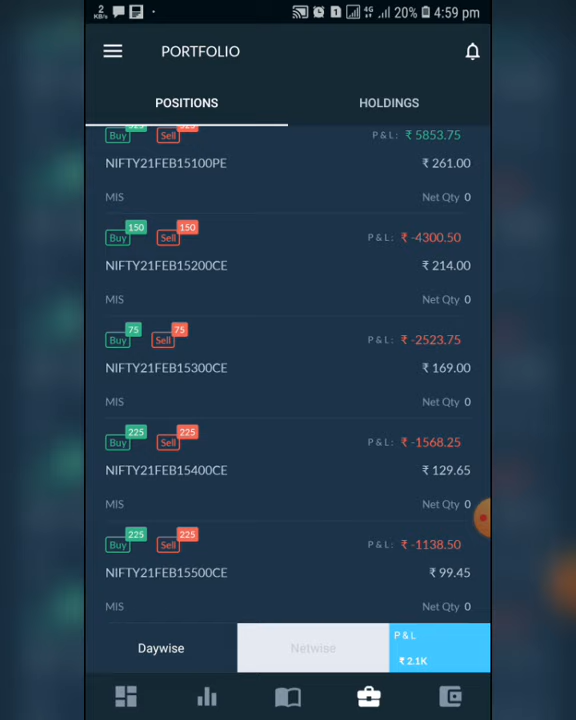 2
KB/s
1
4G
20%
4:59 pm
PORTFOLIO
POSITIONS
HOLDINGS
Buy
Sell
P & L: ₹ 5853.75
NIFTY21FEB15100PE
₹ 261.00
MIS
Net Qty 0
Buy 150
Sell 150
P & L: ₹ -4300.50
NIFTY21FEB15200CE
₹ 214.00
MIS
Net Qty 0
Buy 75
Sell 75
P & L: ₹ -2523.75
NIFTY21FEB15300CE
₹ 169.00
MIS
Net Qty 0
Buy 225
Sell 225
P & L: ₹ -1568.25
NIFTY21FEB15400CE
₹ 129.65
MIS
Net Qty 0
Buy 225
Sell 225
P & L: ₹ -1138.50
NIFTY21FEB15500CE
₹ 99.45
MIS
Net Qty 0
Daywise
Netwise
P & L
₹ 2.1K